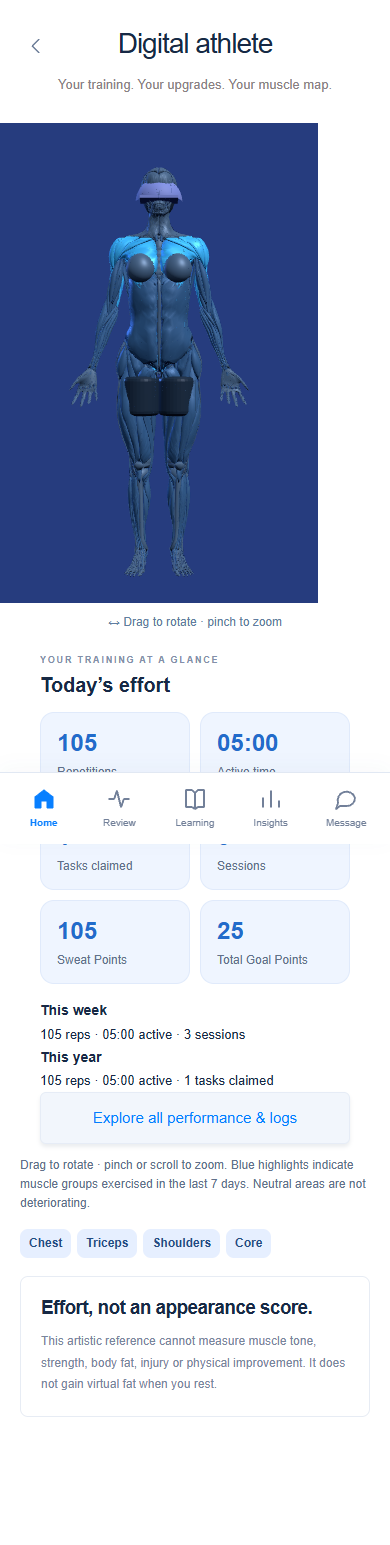 Digital athlete
Your training. Your upgrades. Your muscle map.
↔ Drag to rotate · pinch to zoom
YOUR TRAINING AT A GLANCE
Today’s effort
105
05:00
Repetitions
Active time
Home
Review
Learning
Insights
Message
Tasks claimed
Sessions
105
25
Sweat Points
Total Goal Points
This week
105 reps · 05:00 active · 3 sessions
This year
105 reps · 05:00 active · 1 tasks claimed
Explore all performance & logs
Drag to rotate · pinch or scroll to zoom. Blue highlights indicate
muscle groups exercised in the last 7 days. Neutral areas are not
deteriorating.
Chest
Triceps
Shoulders
Core
Effort, not an appearance score.
This artistic reference cannot measure muscle tone,
strength, body fat, injury or physical improvement. It does
not gain virtual fat when you rest.